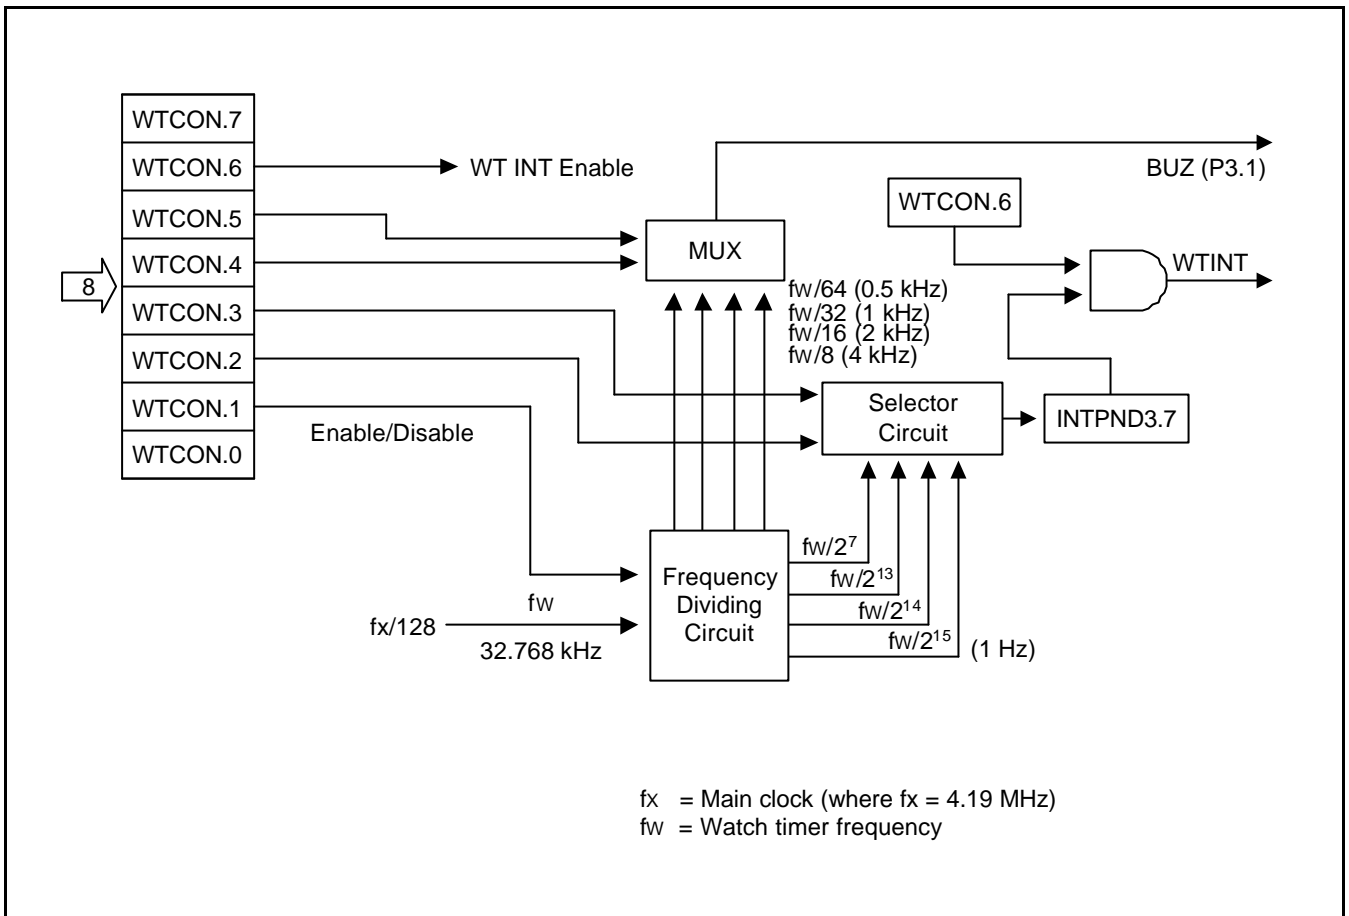 WTCON.7
WTCON.6
WT INT Enable
WTCON.5
WTCON.4
WTCON.3
WTCON.2
WTCON.1
WTCON.0
8
Enable/Disable
MUX
BUZ (P3.1)
WTCON.6
WTINT
fw/64 (0.5 kHz)
fw/32 (1 kHz)
fw/16 (2 kHz)
fw/8 (4 kHz)
Selector
Circuit
INTPND3.7
Frequency
Dividing
Circuit
fw/2⁷
fw/2¹³
fw/2¹⁴
fw/2¹⁵
(1 Hz)
fx/128
fw
32.768 kHz
fx = Main clock (where fx = 4.19 MHz)
fw = Watch timer frequency